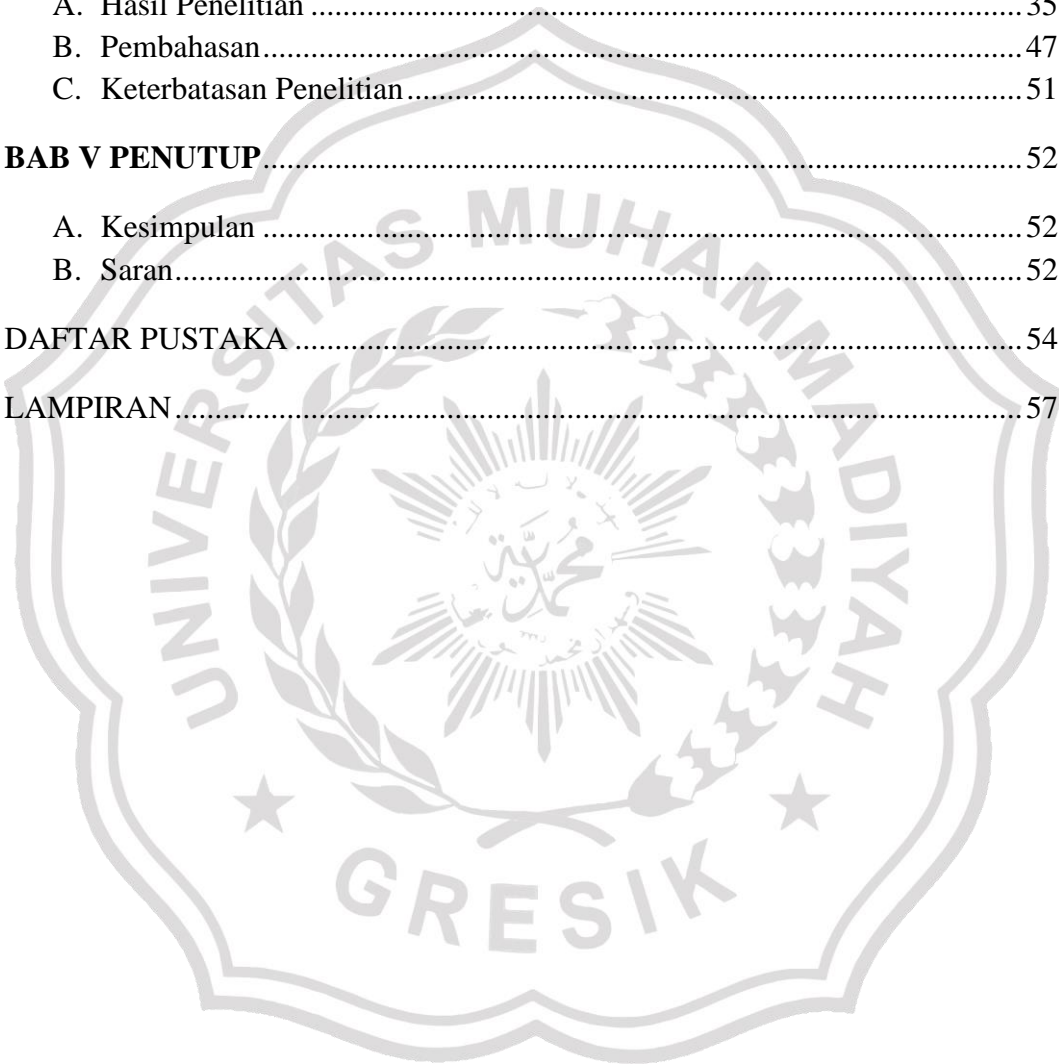 A. Hasil Penelitian ........................................................................................ 35
B. Pembahasan .............................................................................................. 47
C. Keterbatasan Penelitian ............................................................................ 51
BAB V PENUTUP .............................................................................................. 52
A. Kesimpulan .............................................................................................. 52
B. Saran ......................................................................................................... 52
DAFTAR PUSTAKA .......................................................................................... 54
LAMPIRAN ........................................................................................................ 57
UNIVERSITAS MUHAMMADIYAH
محمد
GRESIK